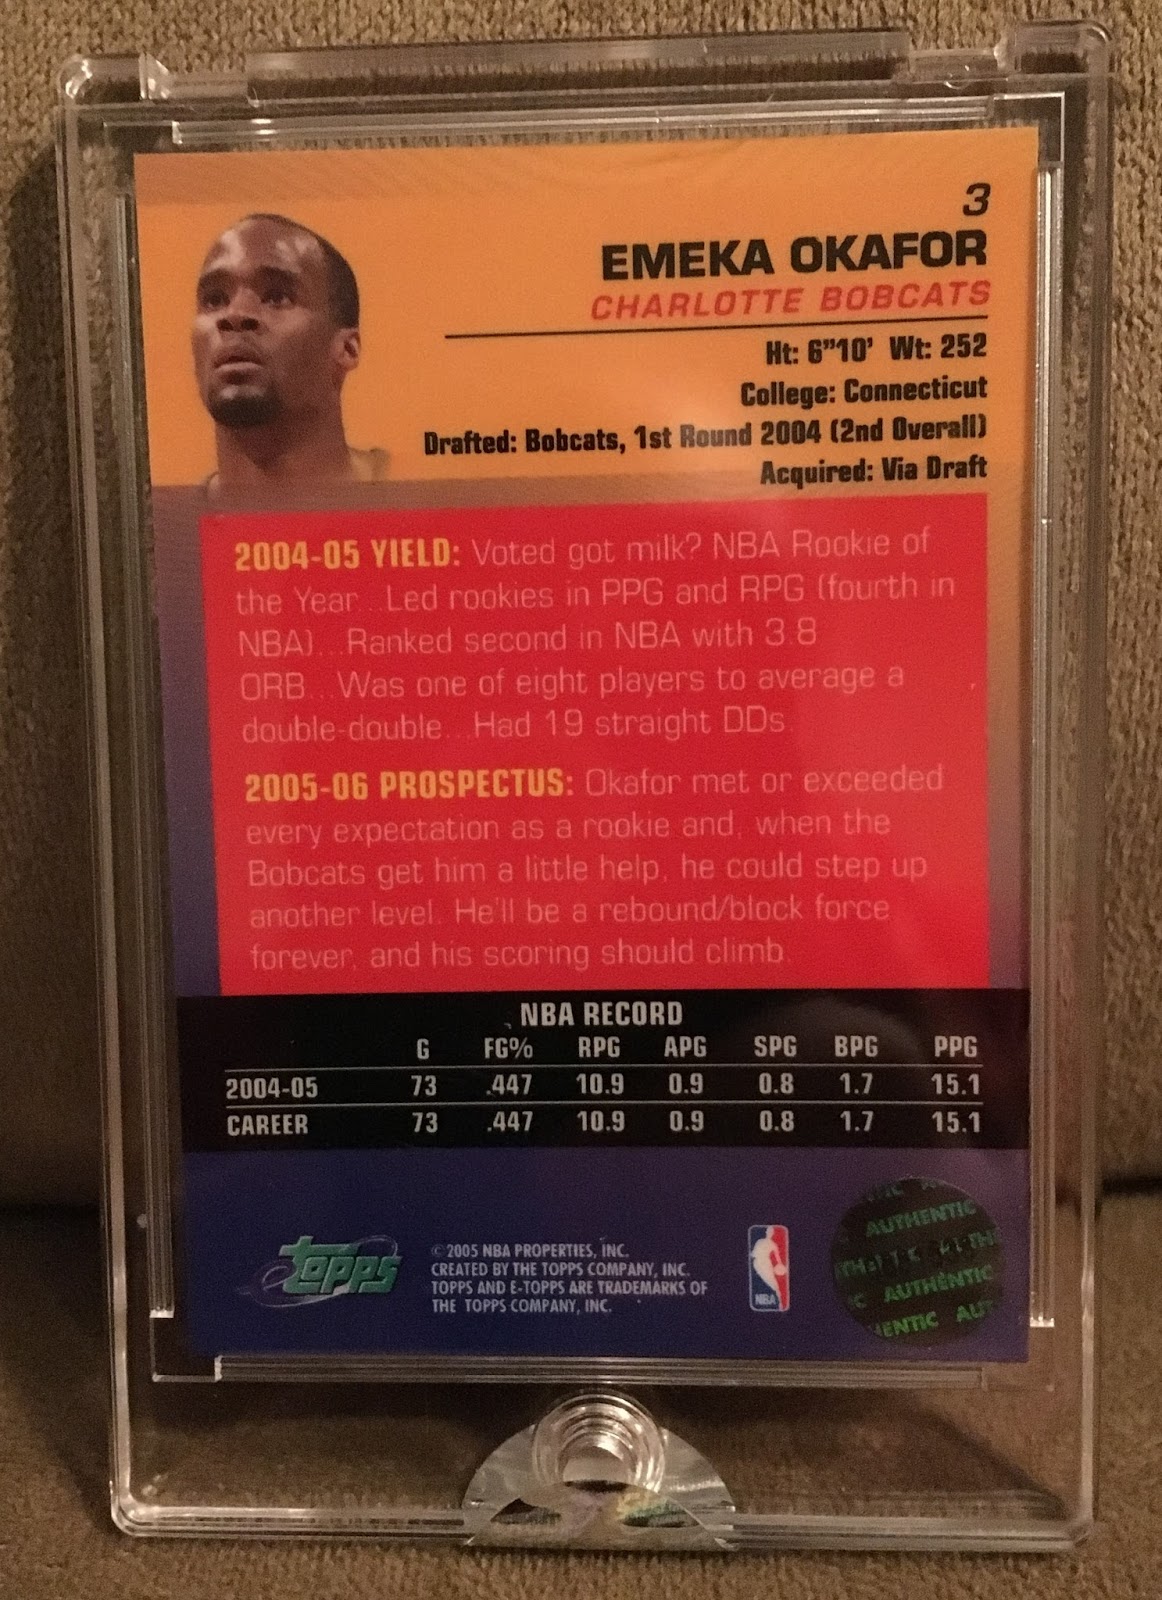 3
EMEKA OKAFOR
CHARLOTTE BOBCATS
Ht: 6”10’ Wt: 252
College: Connecticut
Drafted: Bobcats, 1st Round 2004 (2nd Overall)
Acquired: Via Draft
2004-05 YIELD: Voted got milk? NBA Rookie of
the Year...Led rookies in PPG and RPG (fourth in
NBA)...Ranked second in NBA with 3.8
ORB...Was one of eight players to average a
double-double...Had 19 straight DDs.
2005-06 PROSPECTUS: Okafor met or exceeded
every expectation as a rookie and, when the
Bobcats get him a little help, he could step up
another level. He'll be a rebound/block force
forever, and his scoring should climb.
NBA RECORD
G FG% RPG APG SPG BPG PPG
2004-05 73 .447 10.9 0.9 0.8 1.7 15.1
CAREER 73 .447 10.9 0.9 0.8 1.7 15.1
topps
©2005 NBA PROPERTIES, INC.
CREATED BY THE TOPPS COMPANY, INC.
TOPPS AND E-TOPPS ARE TRADEMARKS OF
THE TOPPS COMPANY, INC.
NBA
AUTHENTIC
AUTHENTIC